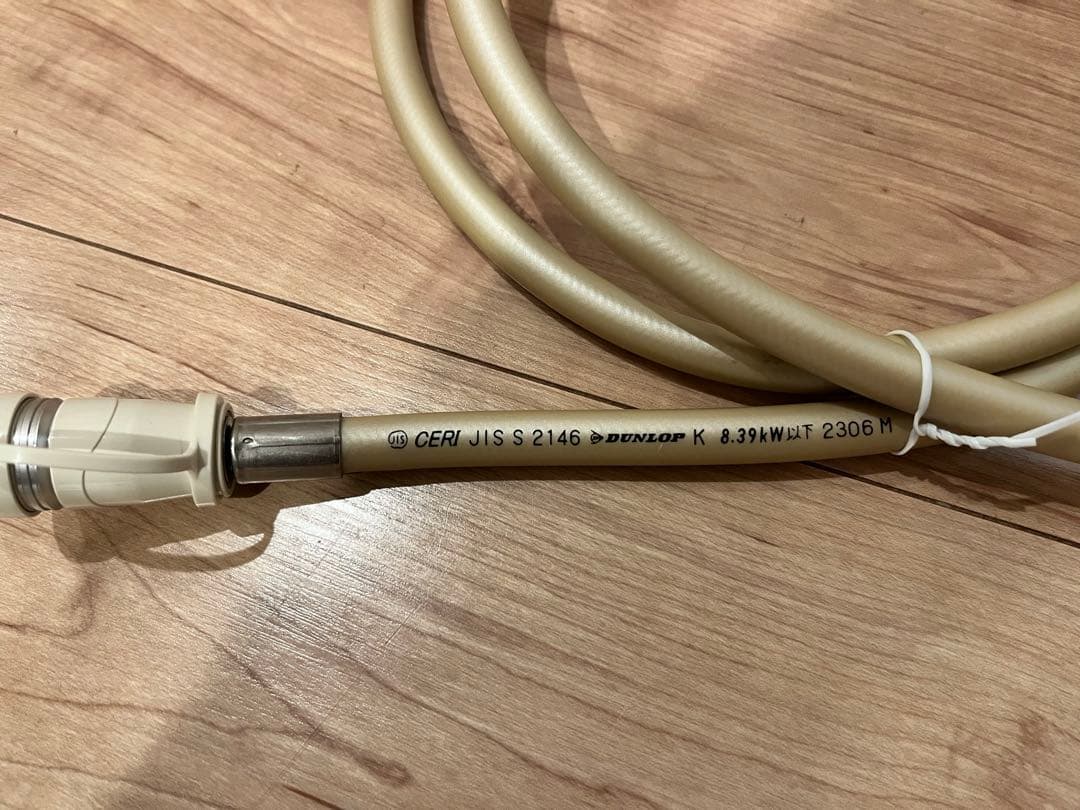 JIS CERI JIS S 2146 DUNLOP K 8.39kW以下 2306 M